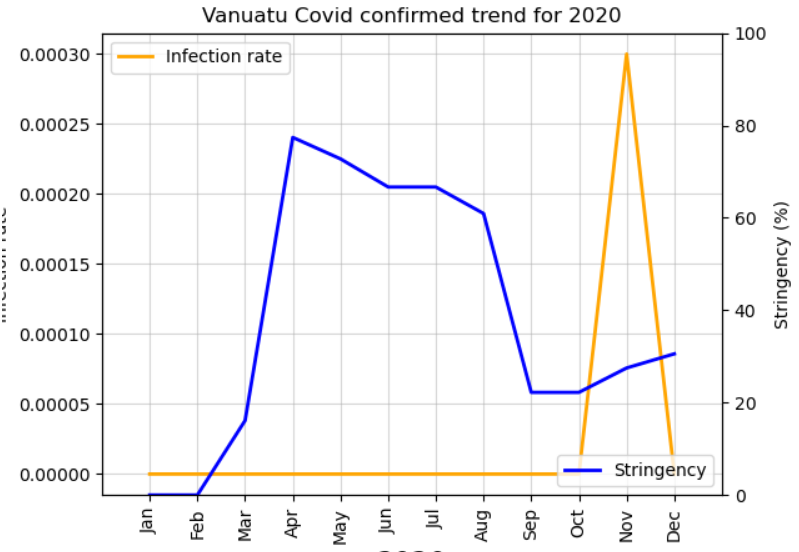 Vanuatu Covid confirmed trend for 2020
Infection rate
Stringency
0.00030
0.00025
0.00020
0.00015
0.00010
0.00005
0.00000
100
80
60
40
20
0
Stringency (%)
Jan
Feb
Mar
Apr
May
Jun
Jul
Aug
Sep
Oct
Nov
Dec